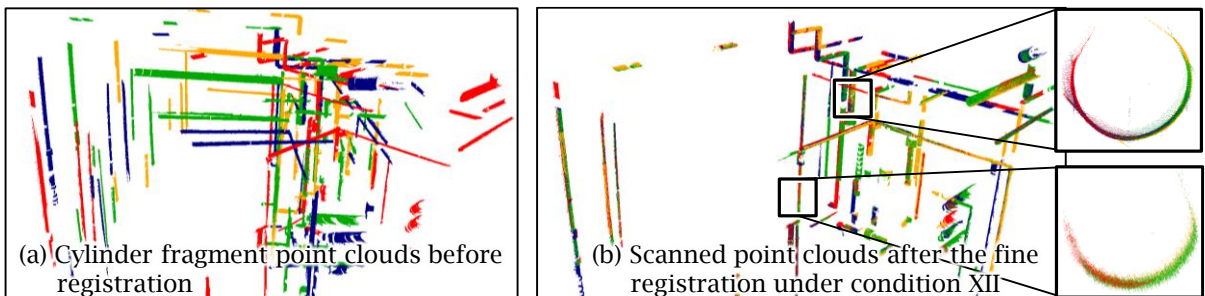 (a) Cylinder fragment point clouds before
registration
(b) Scanned point clouds after the fine
registration under condition XII